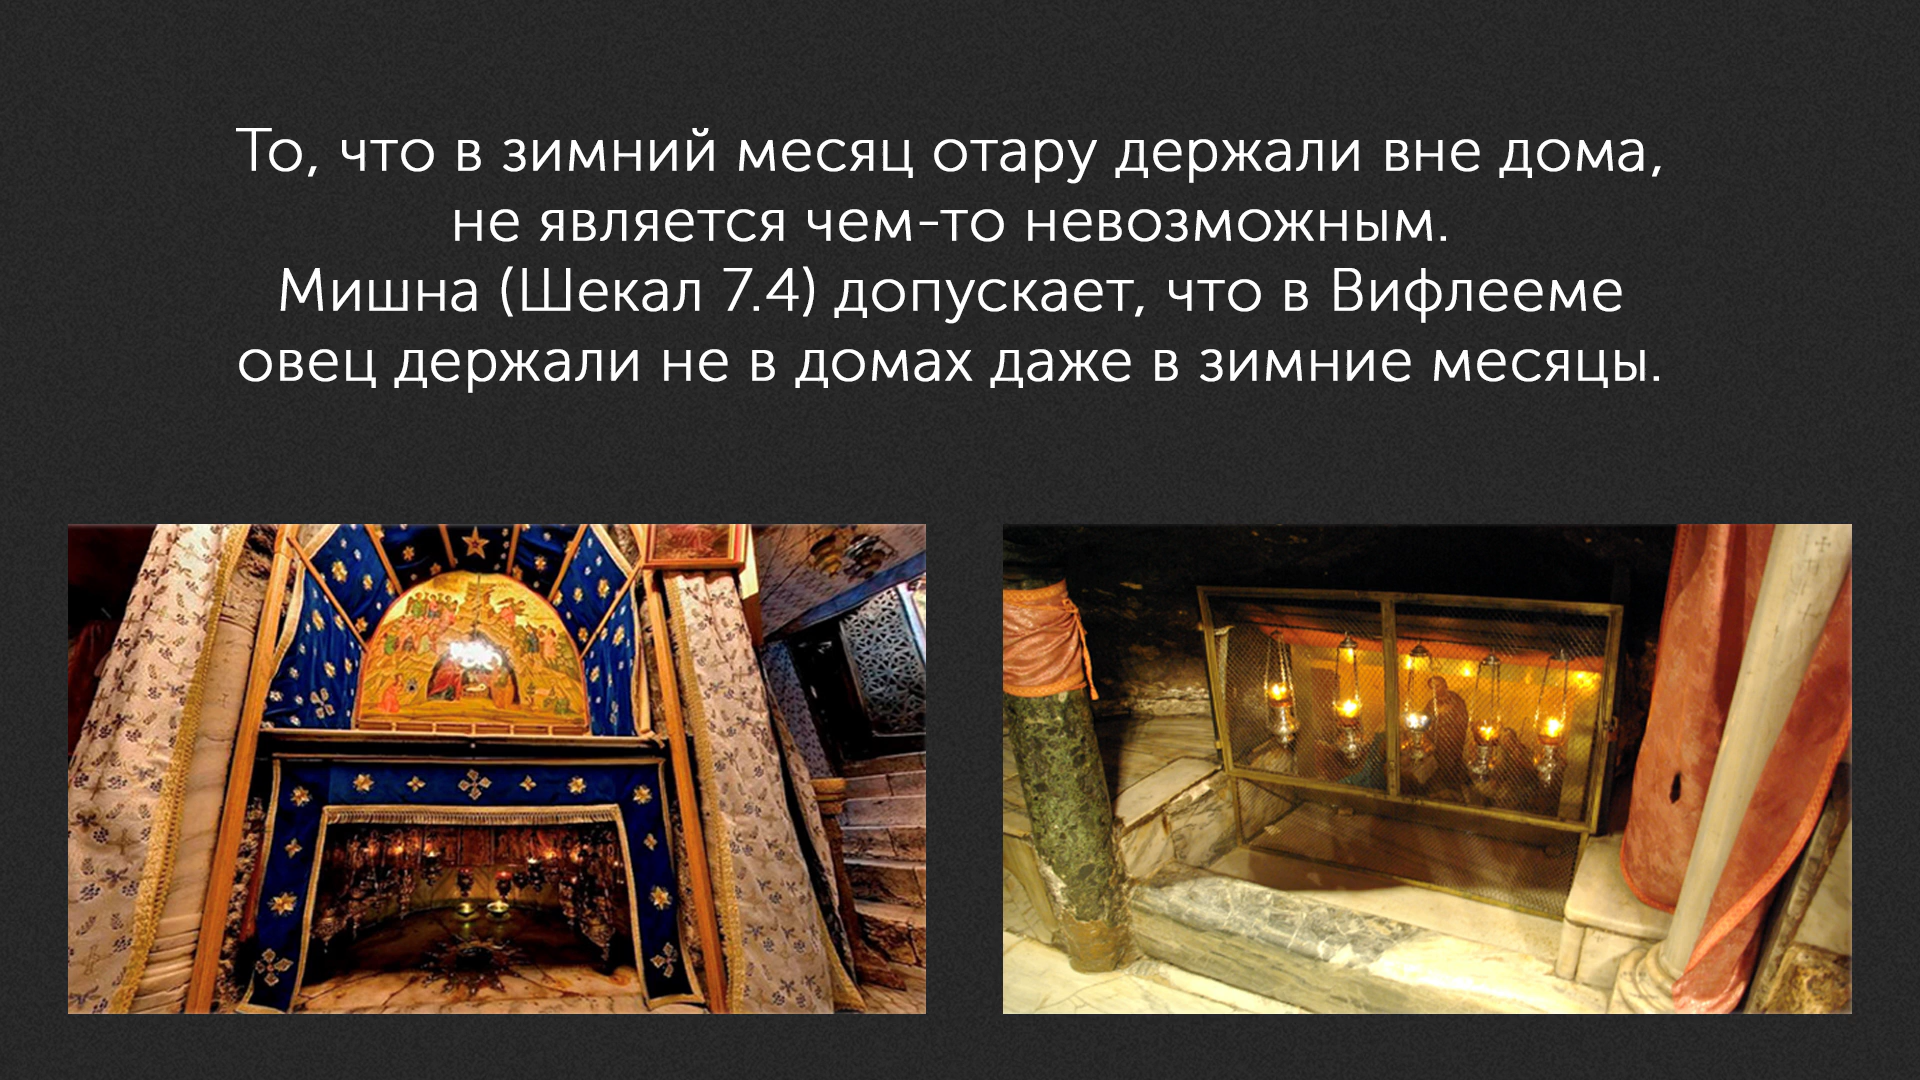 То, что в зимний месяц отару держали вне дома,
не является чем-то невозможным.
Мишна (Шекал 7.4) допускает, что в Вифлееме
овец держали не в домах даже в зимние месяцы.